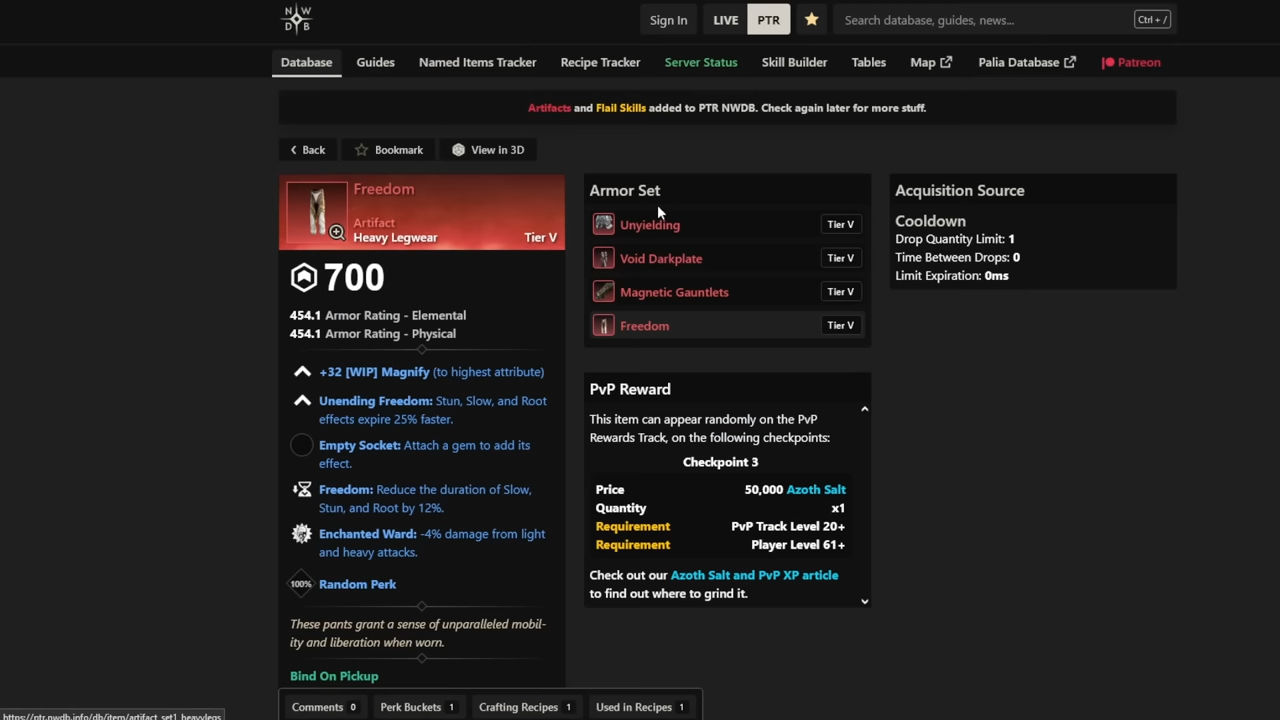 NW
DB
Sign In
LIVE
PTR
Search database, guides, news...
Ctrl + /
Database
Guides
Named Items Tracker
Recipe Tracker
Server Status
Skill Builder
Tables
Map
Palia Database
Patreon
Artifacts and Flail Skills added to PTR NWDB. Check again later for more stuff.
Back
Bookmark
View in 3D
Freedom
Artifact
Heavy Legwear
Tier V
700
454.1 Armor Rating - Elemental
454.1 Armor Rating - Physical
+32 [WIP] Magnify (to highest attribute)
Unending Freedom: Stun, Slow, and Root
effects expire 25% faster.
Empty Socket: Attach a gem to add its
effect.
Freedom: Reduce the duration of Slow,
Stun, and Root by 12%.
Enchanted Ward: -4% damage from light
and heavy attacks.
100%
Random Perk
These pants grant a sense of unparalleled mobil-
ity and liberation when worn.
Bind On Pickup
Armor Set
Unyielding
Tier V
Void Darkplate
Tier V
Magnetic Gauntlets
Tier V
Freedom
Tier V
PvP Reward
This item can appear randomly on the PvP
Rewards Track, on the following checkpoints:
Checkpoint 3
Price 50,000 Azoth Salt
Quantity x1
Requirement PvP Track Level 20+
Requirement Player Level 61+
Check out our Azoth Salt and PvP XP article
to find out where to grind it.
Acquisition Source
Cooldown
Drop Quantity Limit: 1
Time Between Drops: 0
Limit Expiration: 0ms
Comments 0
Perk Buckets 1
Crafting Recipes 1
Used in Recipes 1
https://ptr.nwdb.info/db/item/artifact_set1_heavylegs